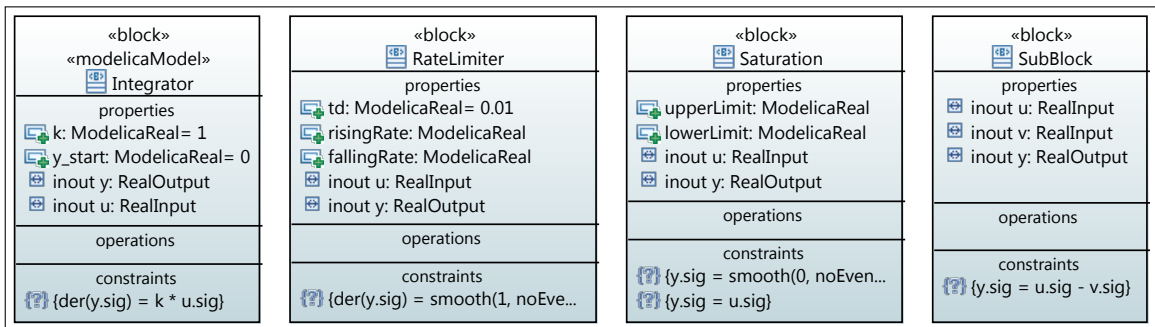 «block»
«modelicaModel»
Integrator
properties
k: ModelicaReal= 1
y_start: ModelicaReal= 0
inout y: RealOutput
inout u: RealInput
operations
constraints
{der(y.sig) = k * u.sig}
«block»
RateLimiter
properties
td: ModelicaReal= 0.01
risingRate: ModelicaReal
fallingRate: ModelicaReal
inout u: RealInput
inout y: RealOutput
operations
constraints
{der(y.sig) = smooth(1, noEve...
«block»
Saturation
properties
upperLimit: ModelicaReal
lowerLimit: ModelicaReal
inout u: RealInput
inout y: RealOutput
operations
constraints
{y.sig = smooth(0, noEven...
{y.sig = u.sig}
«block»
SubBlock
properties
inout u: RealInput
inout v: RealInput
inout y: RealOutput
operations
constraints
{y.sig = u.sig - v.sig}